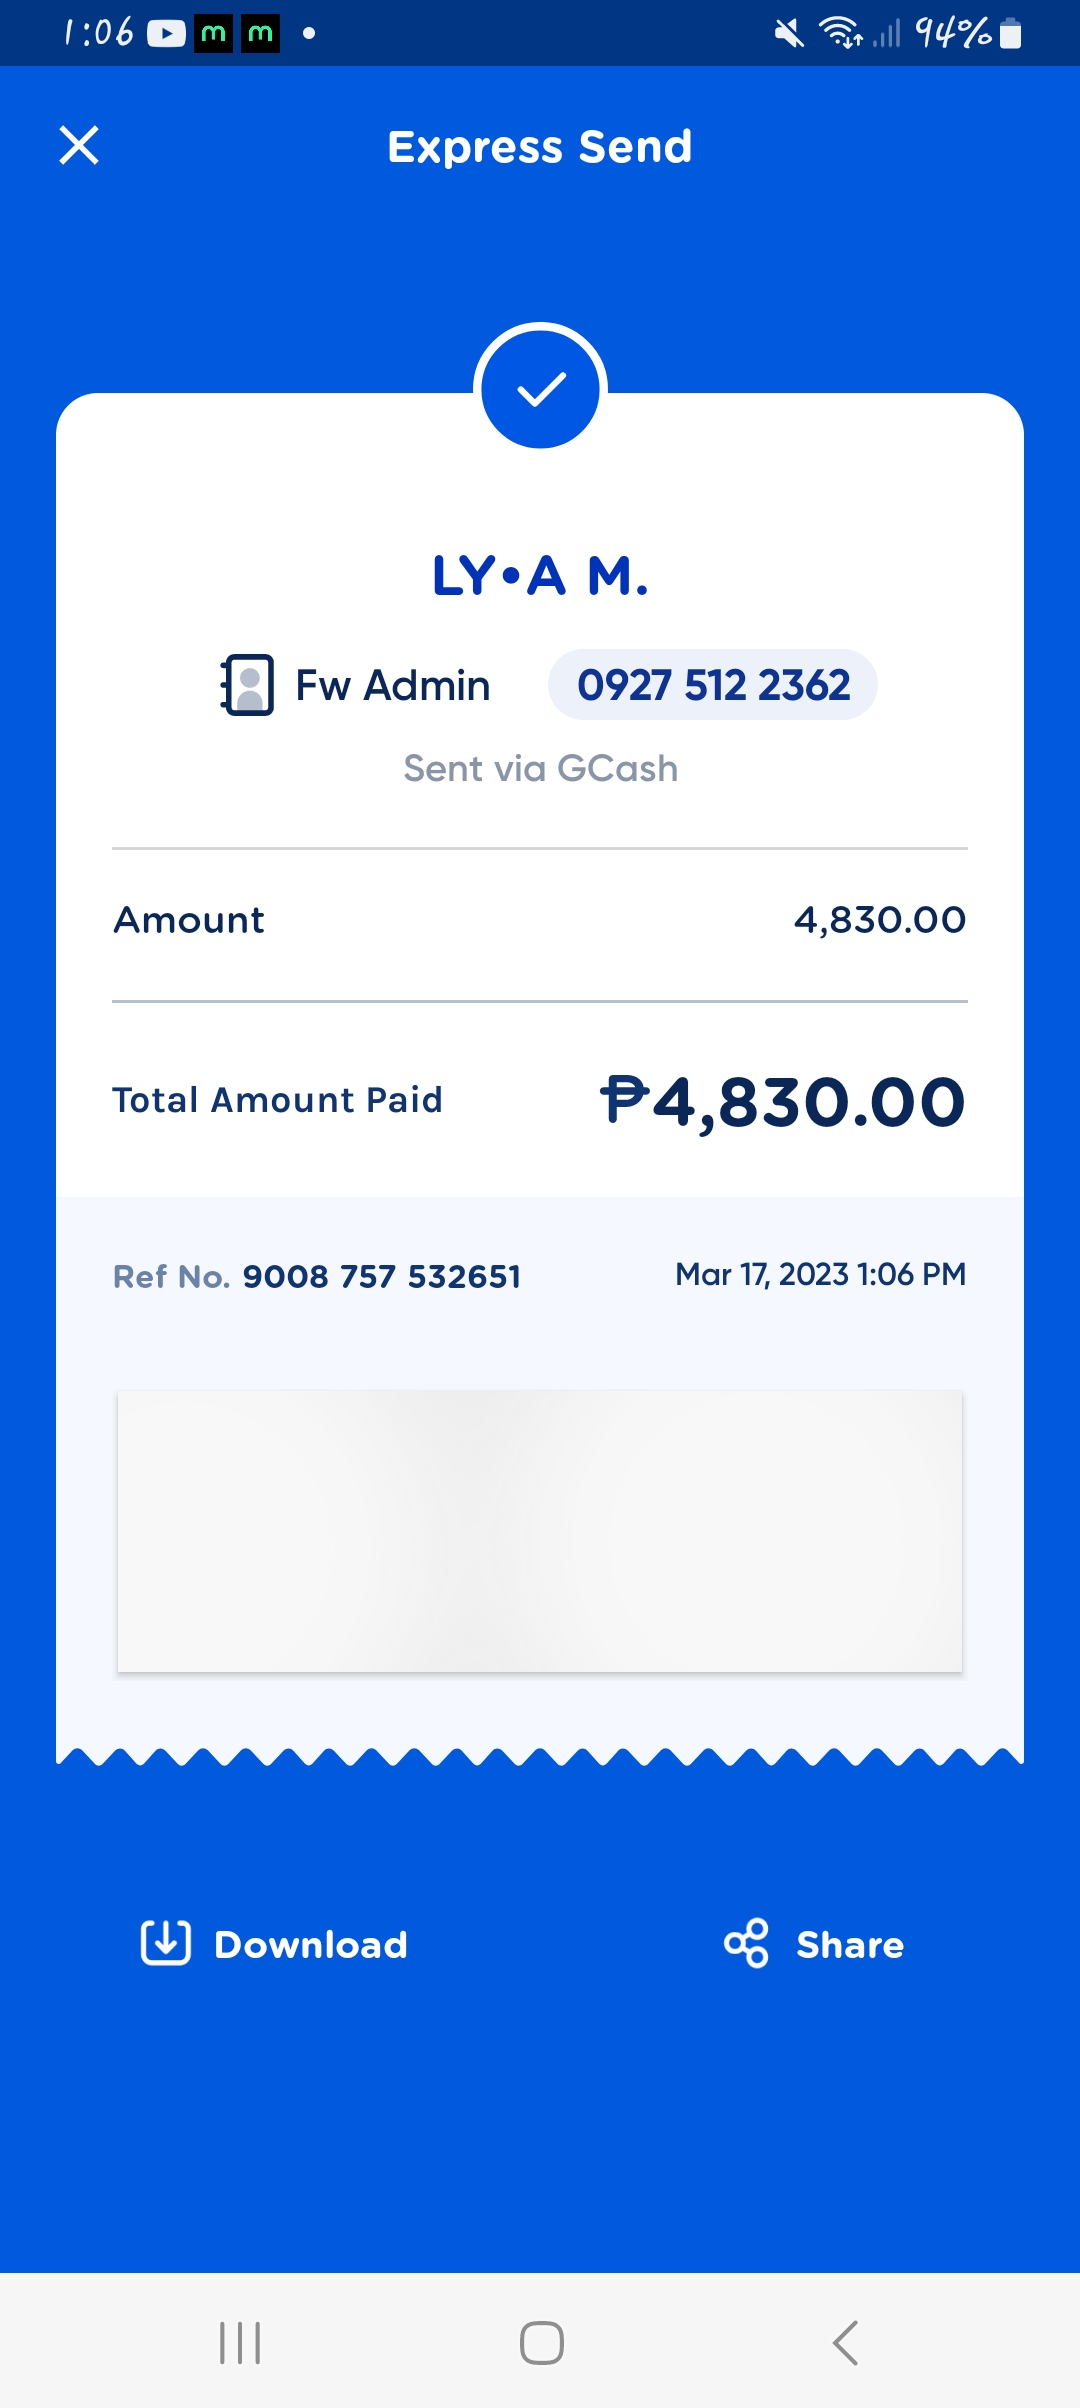 1:06 94%
Express Send
LY•A M.
Fw Admin 0927 512 2362
Sent via GCash
Amount 4,830.00
Total Amount Paid ₱4,830.00
Ref No. 9008 757 532651 Mar 17, 2023 1:06 PM
Download Share